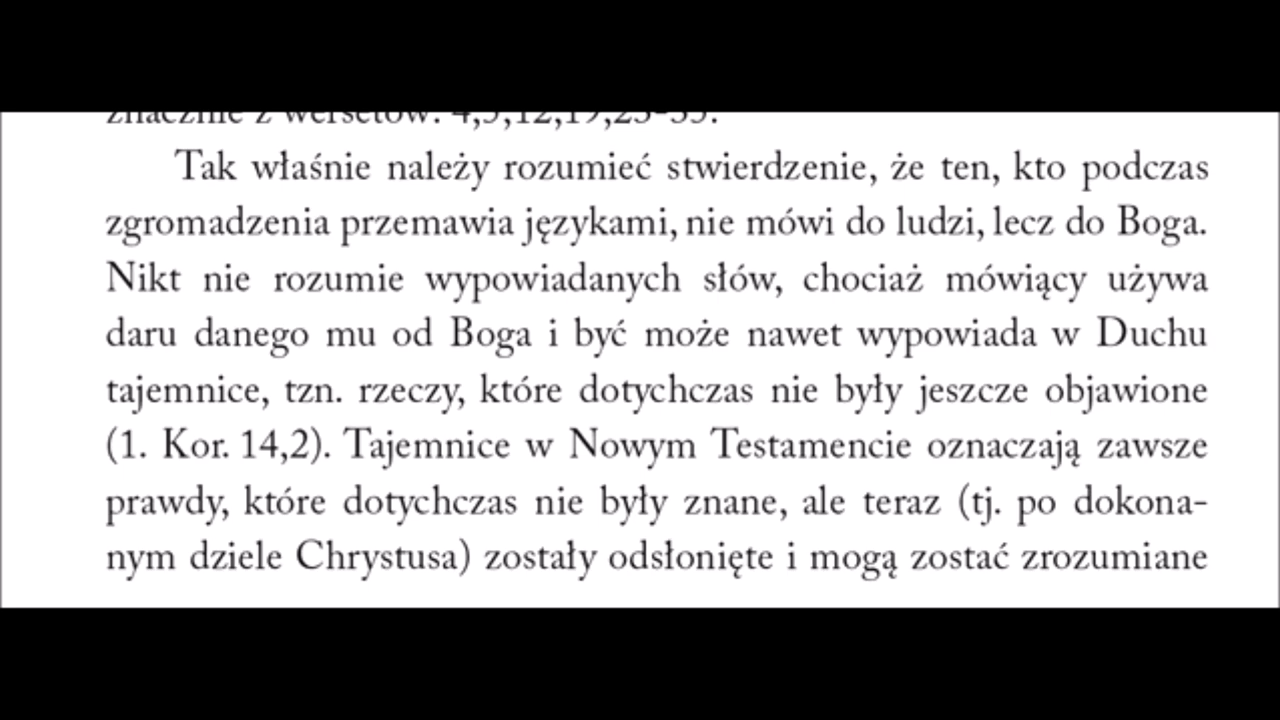 znacznie z wersetów:
Tak właśnie należy rozumieć stwierdzenie, że ten, kto podczas
zgromadzenia przemawia językami, nie mówi do ludzi, lecz do Boga.
Nikt nie rozumie wypowiadanych słów, chociaż mówiący używa
daru danego mu od Boga i być może nawet wypowiada w Duchu
tajemnice, tzn. rzeczy, które dotychczas nie były jeszcze objawione
(1. Kor. 14,2). Tajemnice w Nowym Testamencie oznaczają zawsze
prawdy, które dotychczas nie były znane, ale teraz (tj. po dokona-
nym dziele Chrystusa) zostały odsłonięte i mogą zostać zrozumiane